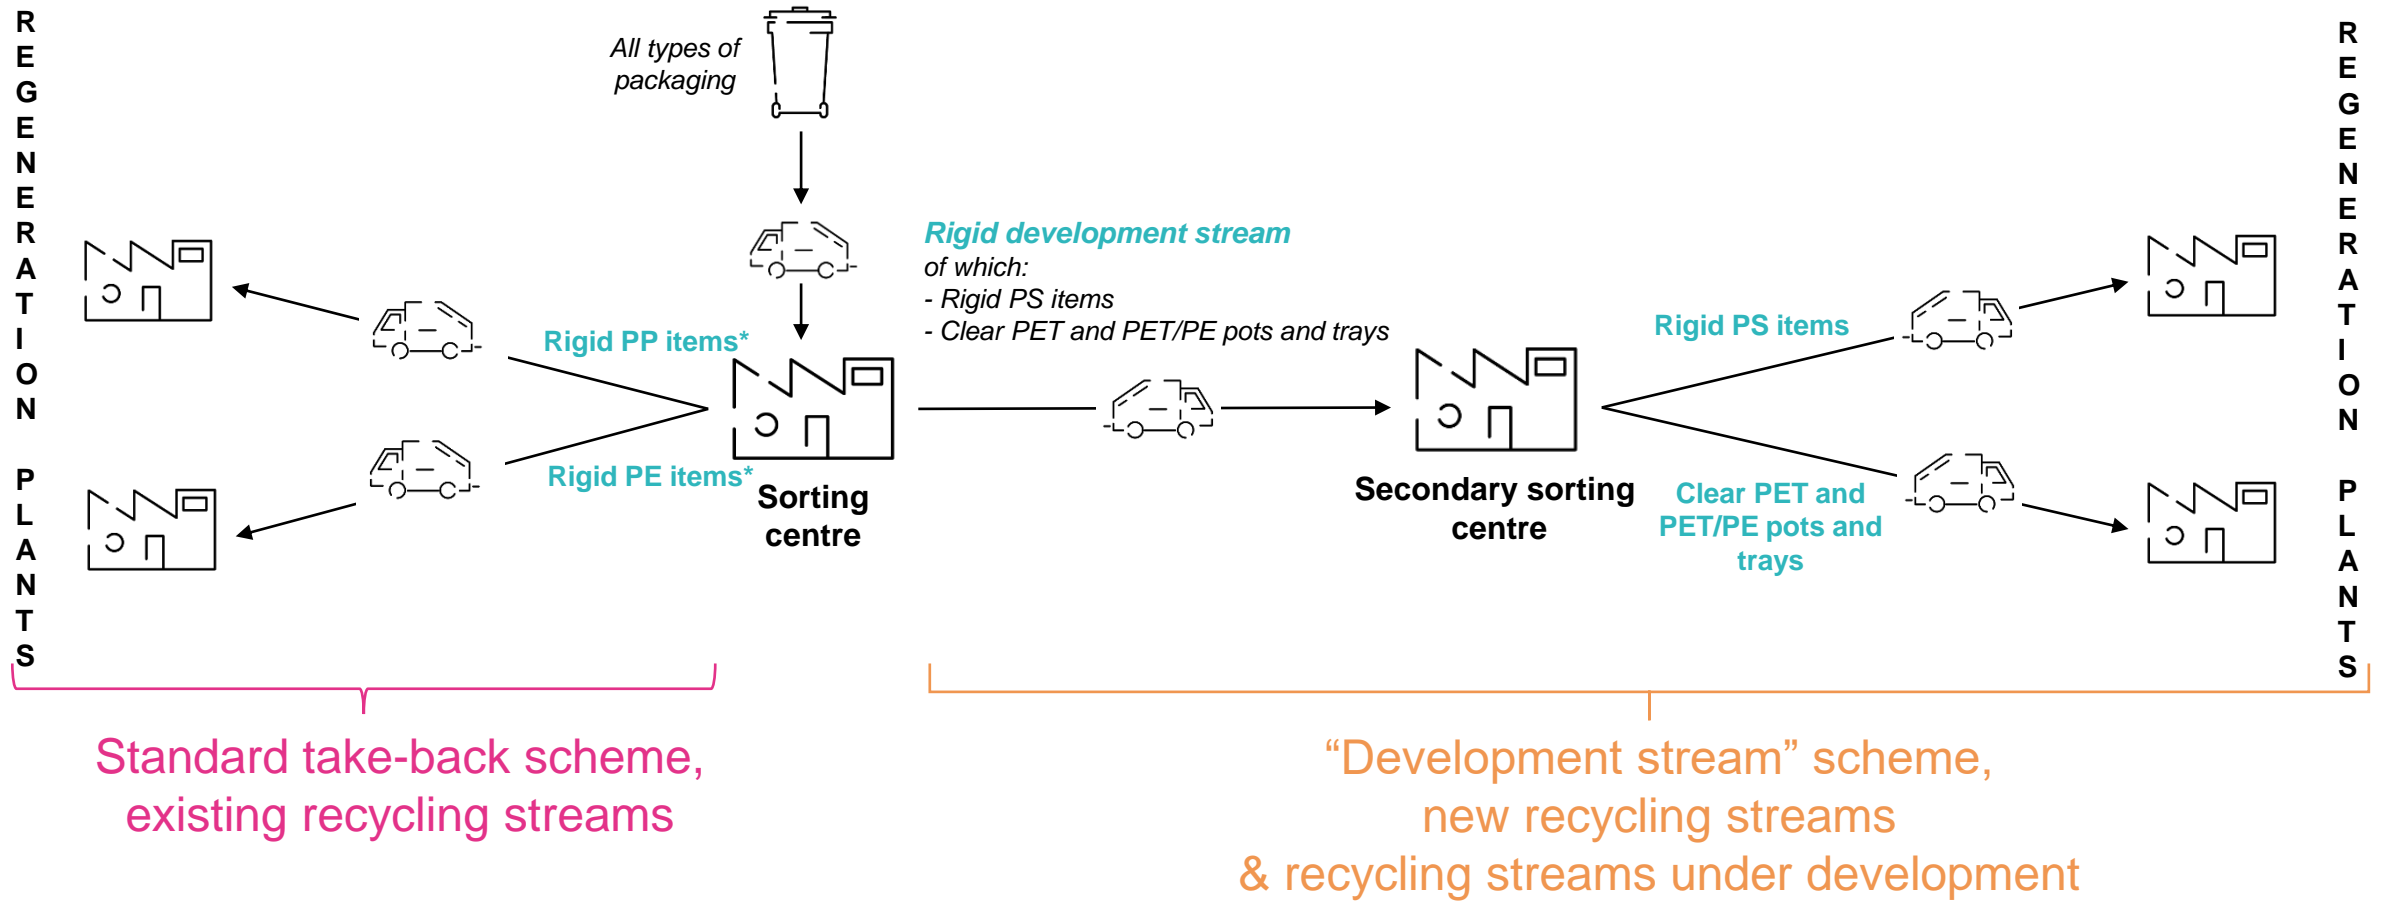 REGENERATION PLANTS
All types of
packaging
Rigid development stream
of which:
- Rigid PS items
- Clear PET and PET/PE pots and trays
Rigid PP items*
Rigid PE items*
Sorting
centre
Secondary sorting
centre
Rigid PS items
Clear PET and
PET/PE pots and
trays
REGENERATION PLANTS
Standard take-back scheme,
existing recycling streams
“Development stream” scheme,
new recycling streams
& recycling streams under development